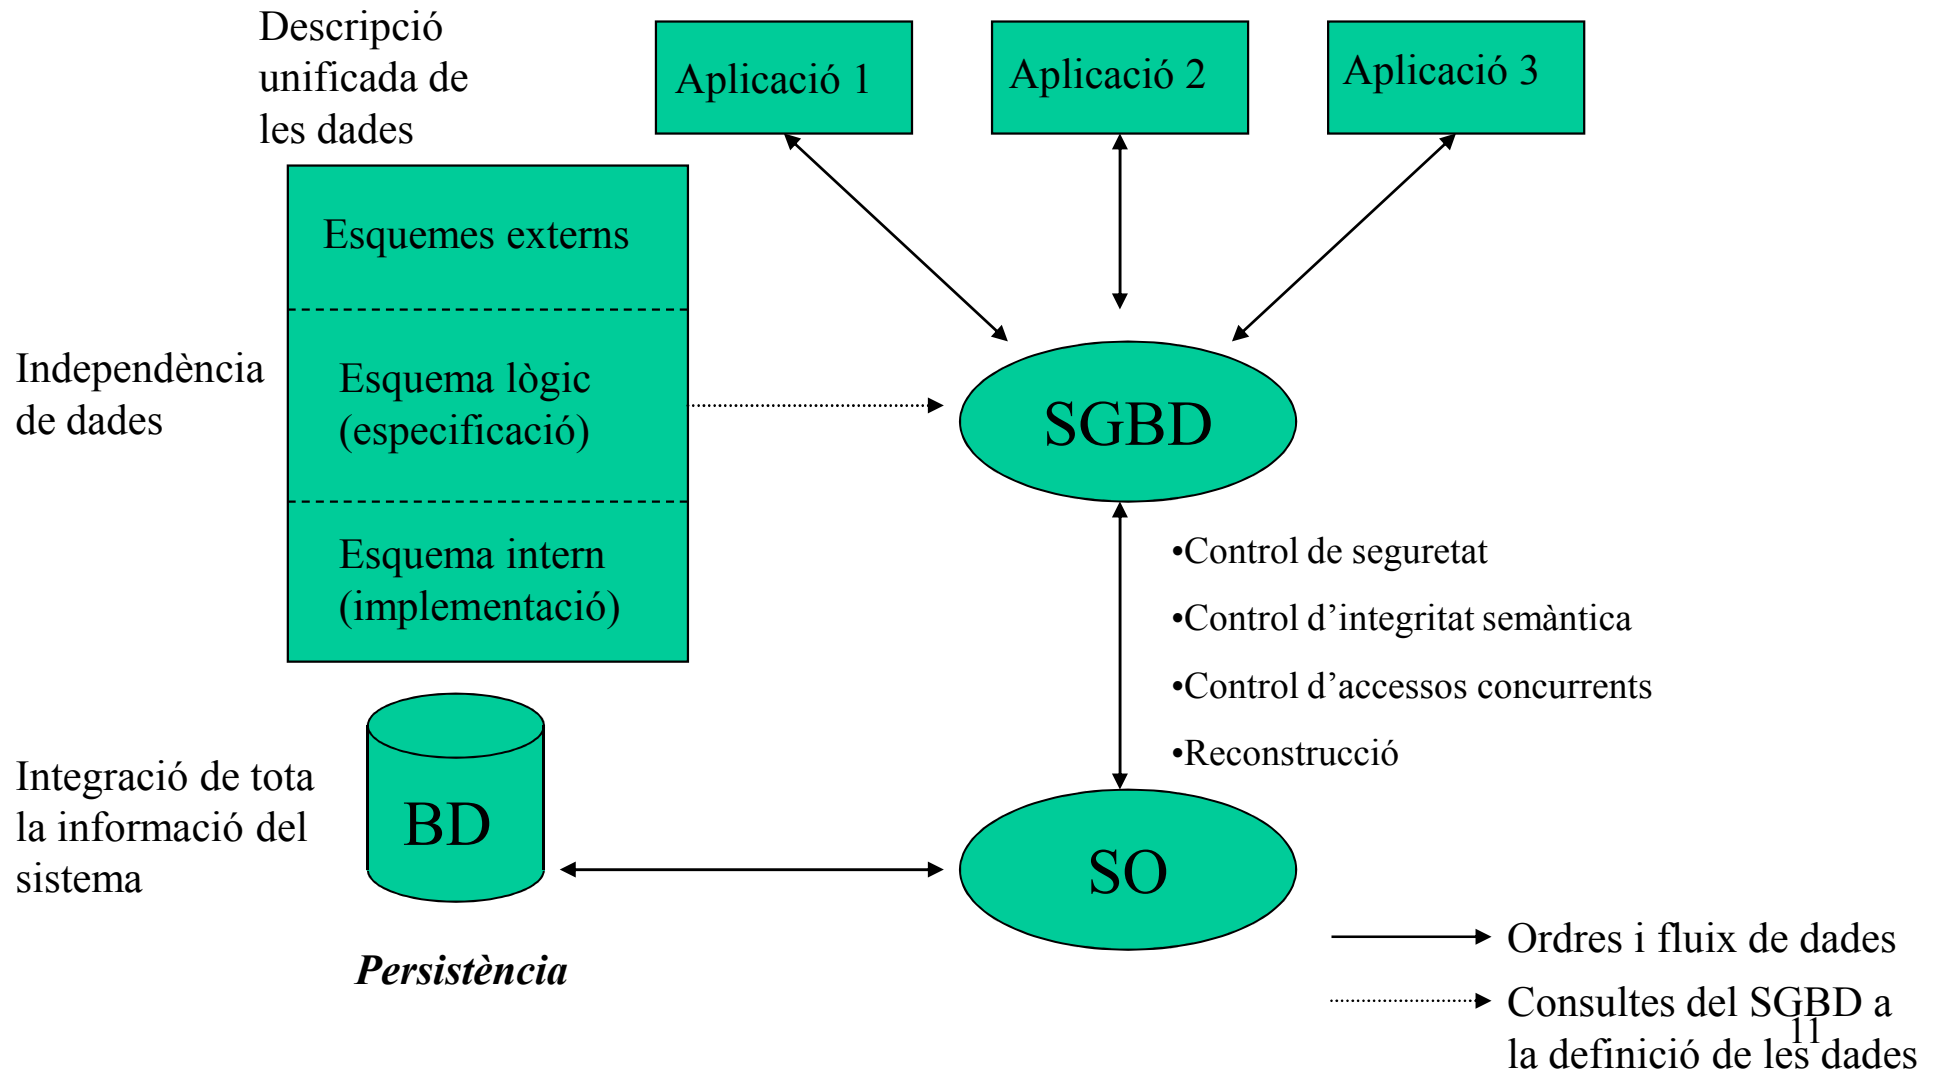 Descripció
unificada de
les dades
Aplicació 1
Aplicació 2
Aplicació 3
Esquemes externs
Independència
de dades
Esquema lògic
(especificació)
SGBD
Esquema intern
(implementació)
•Control de seguretat
•Control d’integritat semàntica
•Control d’accessos concurrents
•Reconstrucció
Integració de tota
la informació del
sistema
BD
SO
Persistència
Ordres i fluix de dades
Consultes del SGBD a
la definició de les dades
11